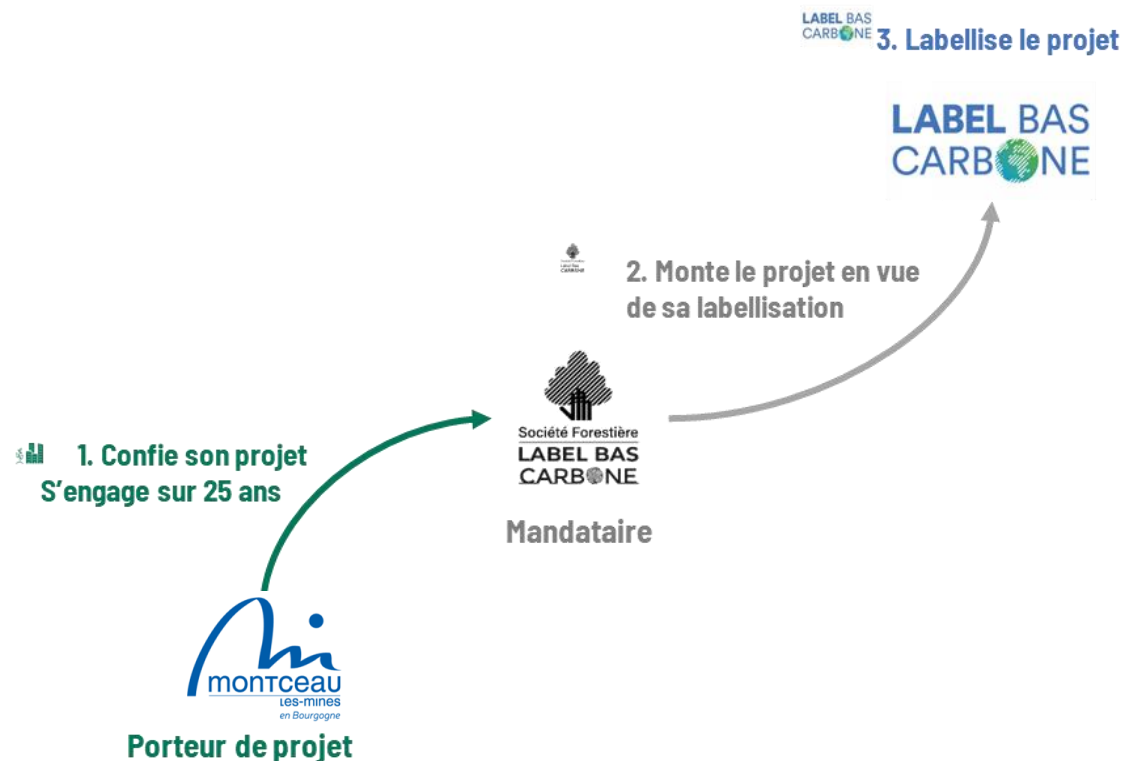 LABEL BAS
CARBONE
3. Labellise le projet
LABEL BAS
CARBONE
2. Monte le projet en vue
de sa labellisation
Société Forestière
LABEL BAS
CARBONE
Mandataire
1. Confie son projet
S'engage sur 25 ans
montceau
Les-mines
en Bourgogne
Porteur de projet